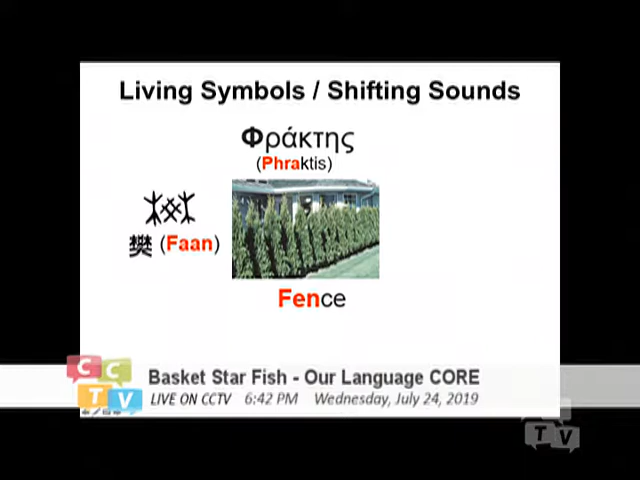 Living Symbols / Shifting Sounds
Φράκτης
(Phraktis)
樊 (Faan)
Fence
CCTV
Basket Star Fish - Our Language CORE
LIVE ON CCTV 6:42 PM Wednesday, July 24, 2019
TV